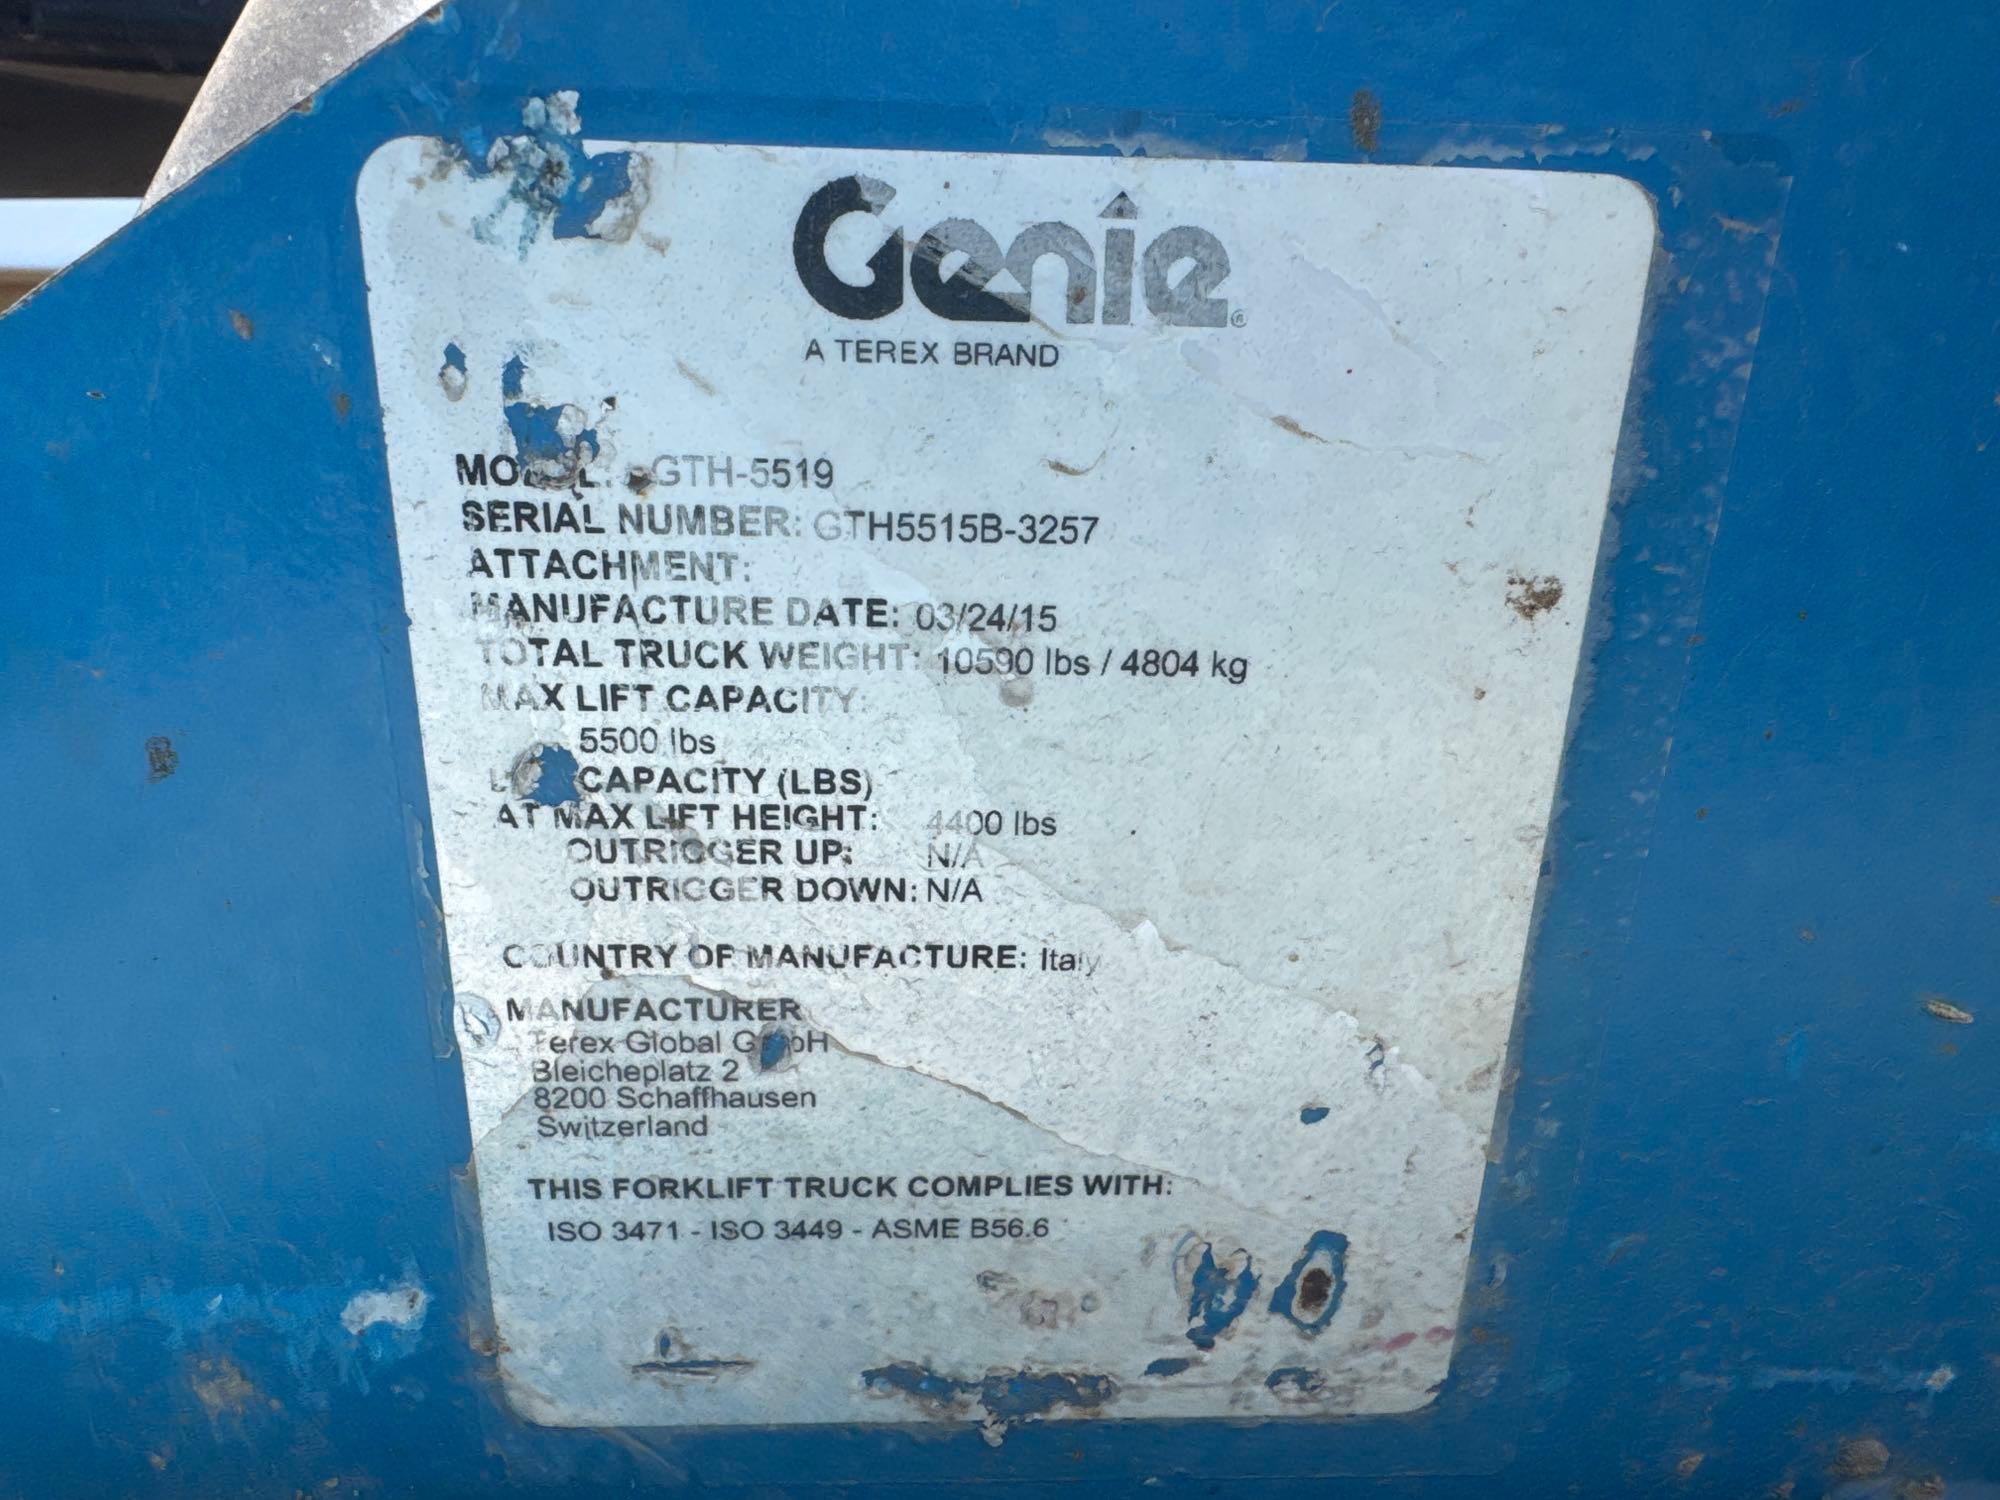 Genie
A TEREX BRAND
MODEL: GTH-5519
SERIAL NUMBER: GTH5515B-3257
ATTACHMENT:
MANUFACTURE DATE: 03/24/15
TOTAL TRUCK WEIGHT: 10590 lbs / 4804 kg
MAX LIFT CAPACITY:
5500 lbs
CAPACITY (LBS)
AT MAX LIFT HEIGHT: 4400 lbs
OUTRIGGER UP: N/A
OUTRIGGER DOWN: N/A
COUNTRY OF MANUFACTURE: Italy
MANUFACTURER
Terex Global GmbH
Bleicheplatz 2
8200 Schaffhausen
Switzerland
THIS FORKLIFT TRUCK COMPLIES WITH:
ISO 3471 - ISO 3449 - ASME B56.6